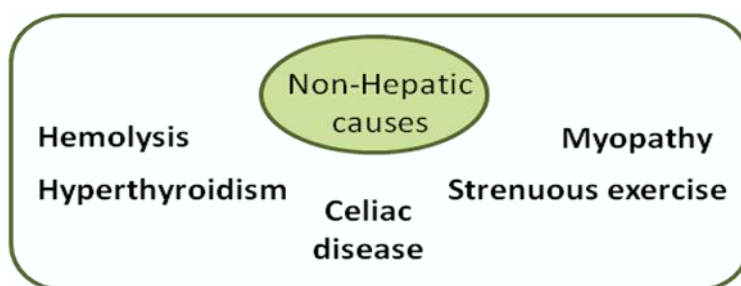 Non-Hepatic
causes
Hemolysis
Myopathy
Hyperthyroidism
Strenuous exercise
Celiac
disease